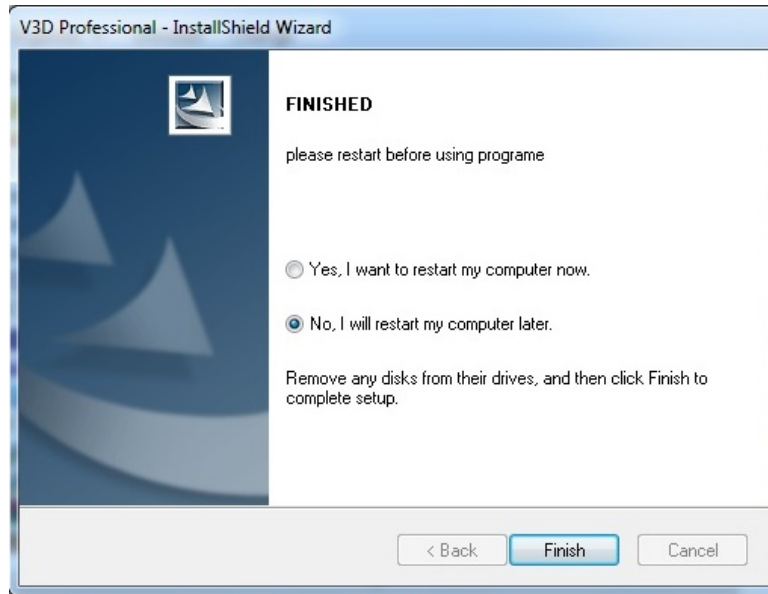 V3D Professional - InstallShield Wizard
FINISHED
please restart before using programe
Yes, I want to restart my computer now.
No, I will restart my computer later.
Remove any disks from their drives, and then click Finish to
complete setup.
< Back
Finish
Cancel